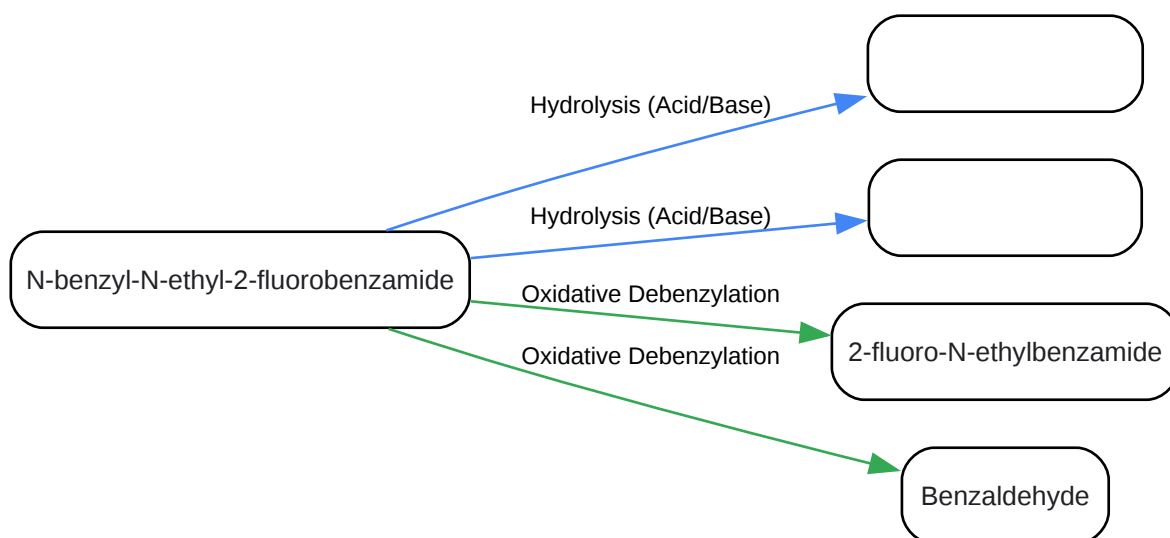 Hydrolysis (Acid/Base)
Hydrolysis (Acid/Base)
N-benzyl-N-ethyl-2-fluorobenzamide
Oxidative Debenzylation
2-fluoro-N-ethylbenzamide
Oxidative Debenzylation
Benzaldehyde